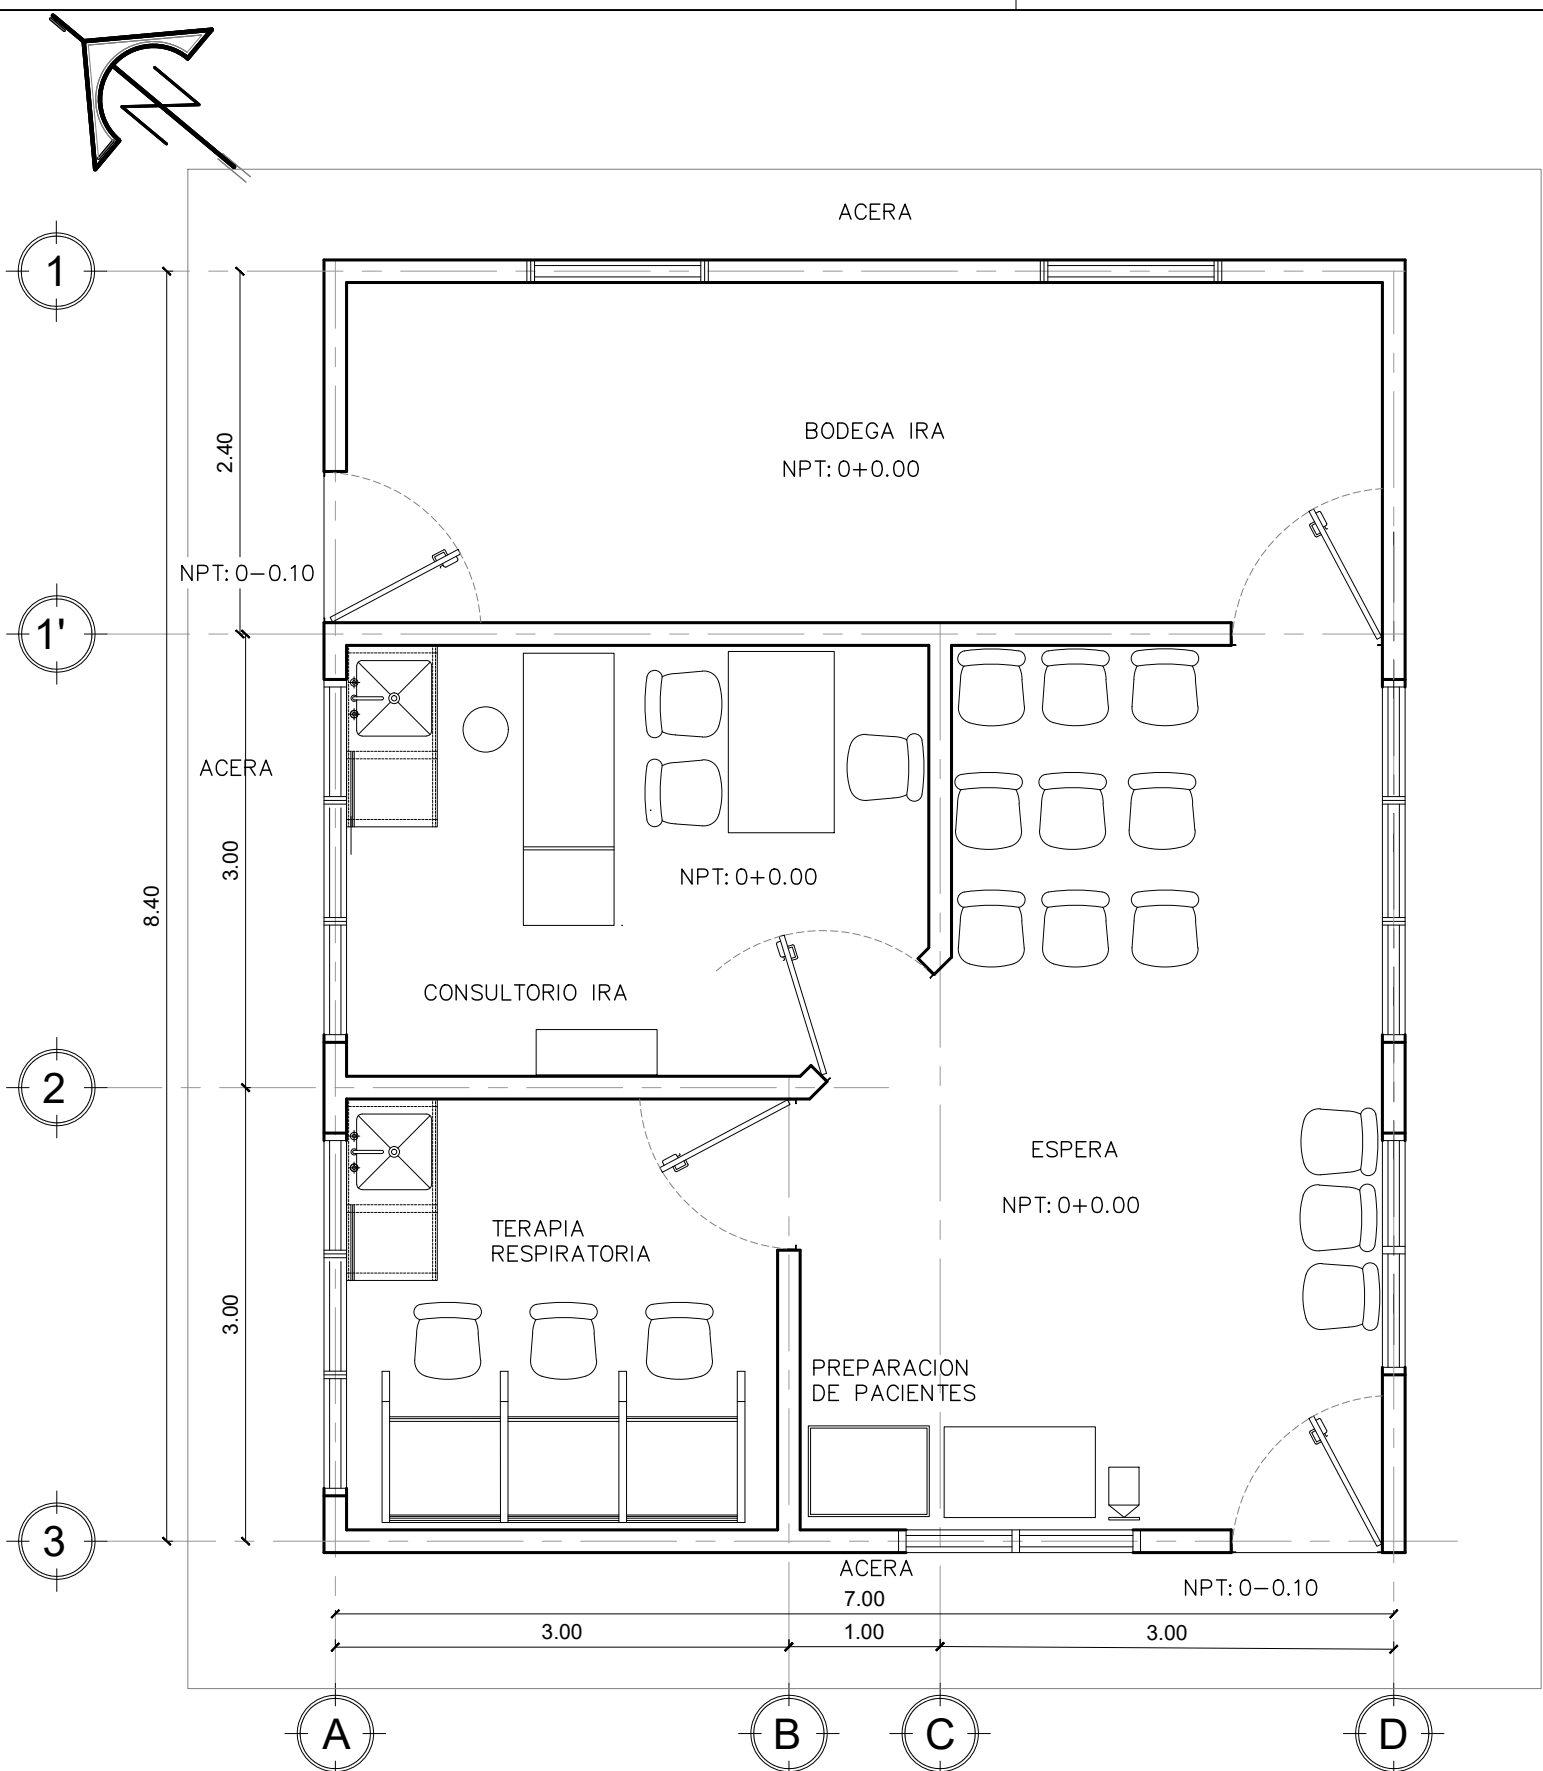 N
ACERA
1
BODEGA IRA
2.40
NPT: 0+0.00
NPT: 0-0.10
1'
ACERA
3.00
NPT: 0+0.00
8.40
CONSULTORIO IRA
2
ESPERA
NPT: 0+0.00
TERAPIA
RESPIRATORIA
3.00
PREPARACION
DE PACIENTES
3
ACERA
NPT: 0-0.10
7.00
3.00
1.00
3.00
A
B
C
D